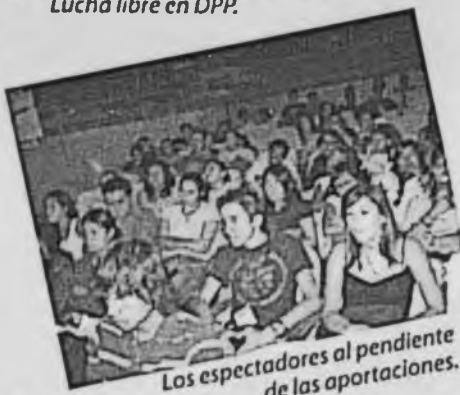 Lucha libre en DPP.
Los espectadores al pendiente
de las aportaciones.